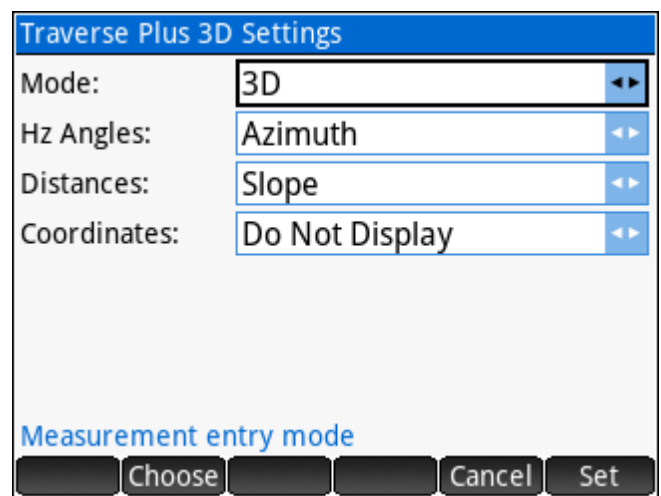 Traverse Plus 3D Settings
Mode: 3D
Hz Angles: Azimuth
Distances: Slope
Coordinates: Do Not Display
Measurement entry mode
Choose Cancel Set